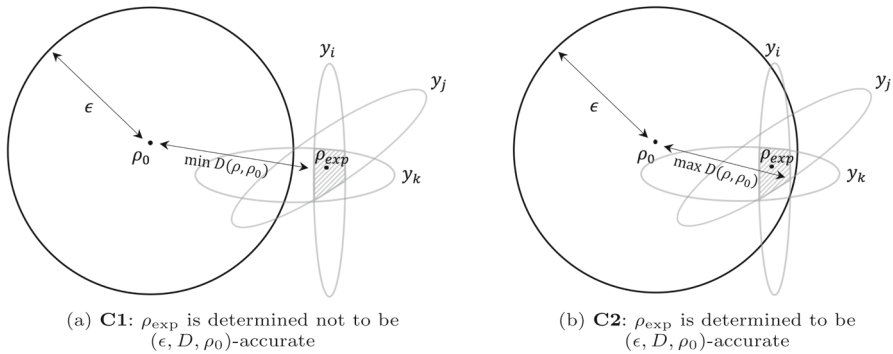 ϵ
ρ₀
min D(ρ, ρ₀)
ρₑₓₚ
yᵢ
yⱼ
yₖ
(a) C1: ρₑₓₚ is determined not to be
(ϵ, D, ρ₀)-accurate
ϵ
ρ₀
max D(ρ, ρ₀)
ρₑₓₚ
yᵢ
yⱼ
yₖ
(b) C2: ρₑₓₚ is determined to be
(ϵ, D, ρ₀)-accurate